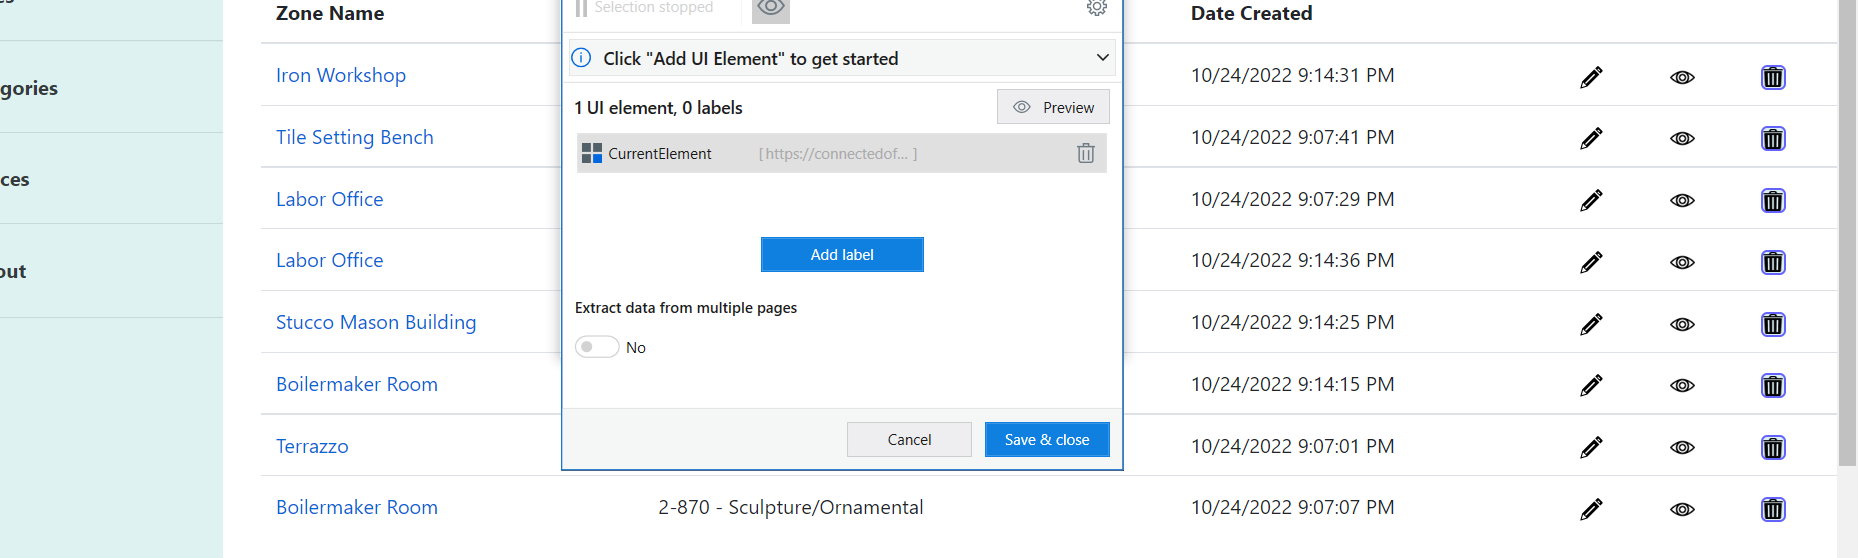 Zone Name
Selection stopped
Date Created
Click "Add UI Element" to get started
Iron Workshop
10/24/2022 9:14:31 PM
gories
1 UI element, 0 labels
Preview
Tile Setting Bench
10/24/2022 9:07:41 PM
CurrentElement
[ https://connectedof... ]
ces
Labor Office
10/24/2022 9:07:29 PM
Add label
Labor Office
10/24/2022 9:14:36 PM
out
Extract data from multiple pages
Stucco Mason Building
10/24/2022 9:14:25 PM
No
Boilermaker Room
10/24/2022 9:14:15 PM
Cancel
Save & close
Terrazzo
10/24/2022 9:07:01 PM
Boilermaker Room
2-870 - Sculpture/Ornamental
10/24/2022 9:07:07 PM